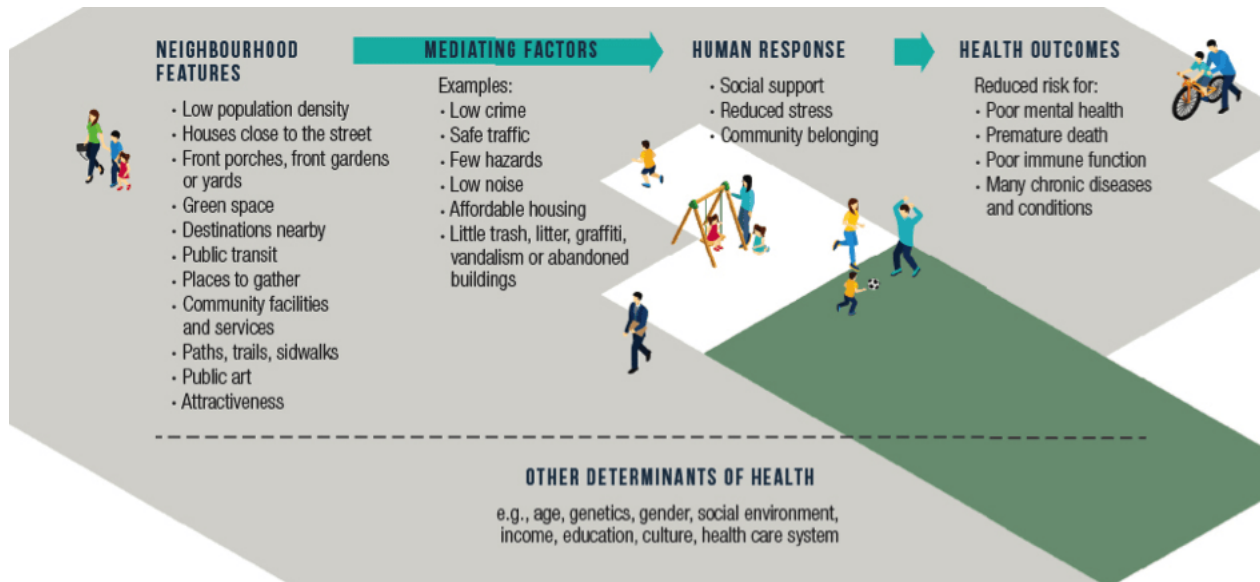 NEIGHBOURHOOD
FEATURES
• Low population density
• Houses close to the street
• Front porches, front gardens
or yards
• Green space
• Destinations nearby
• Public transit
• Places to gather
• Community facilities
and services
• Paths, trails, sidwalks
• Public art
• Attractiveness
MEDIATING FACTORS
Examples:
• Low crime
• Safe traffic
• Few hazards
• Low noise
• Affordable housing
• Little trash, litter, graffiti,
vandalism or abandoned
buildings
HUMAN RESPONSE
• Social support
• Reduced stress
• Community belonging
HEALTH OUTCOMES
Reduced risk for:
• Poor mental health
• Premature death
• Poor immune function
• Many chronic diseases
and conditions
OTHER DETERMINANTS OF HEALTH
e.g., age, genetics, gender, social environment,
income, education, culture, health care system